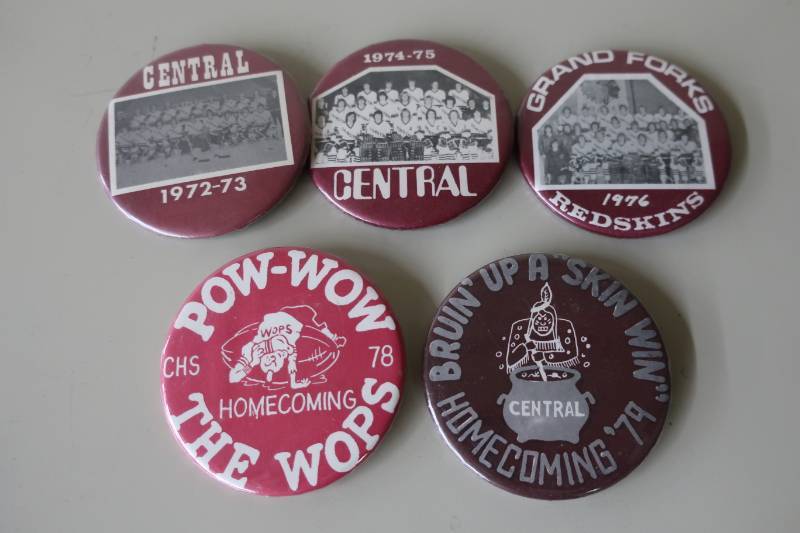 CENTRAL
1972-73
1974-75
CENTRAL
GRAND FORKS
1976
REDSKINS
POW-WOW
WOPS
CHS 78
HOMECOMING
THE WOPS
BRUIN' UP A "SKIN WIN"
CENTRAL
HOMECOMING '79